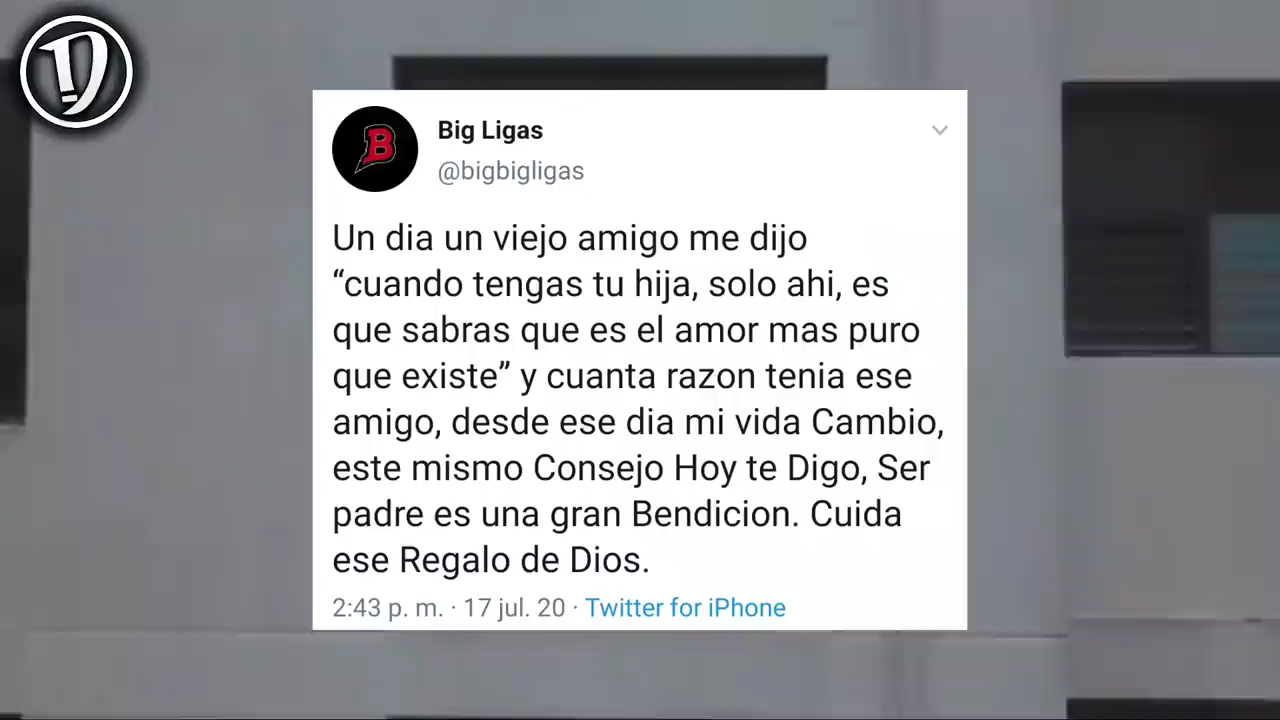 Big Ligas
@bigbigligas
Un dia un viejo amigo me dijo
“cuando tengas tu hija, solo ahi, es
que sabras que es el amor mas puro
que existe” y cuanta razon tenia ese
amigo, desde ese dia mi vida Cambio,
este mismo Consejo Hoy te Digo, Ser
padre es una gran Bendicion. Cuida
ese Regalo de Dios.
2:43 p. m. · 17 jul. 20 · Twitter for iPhone